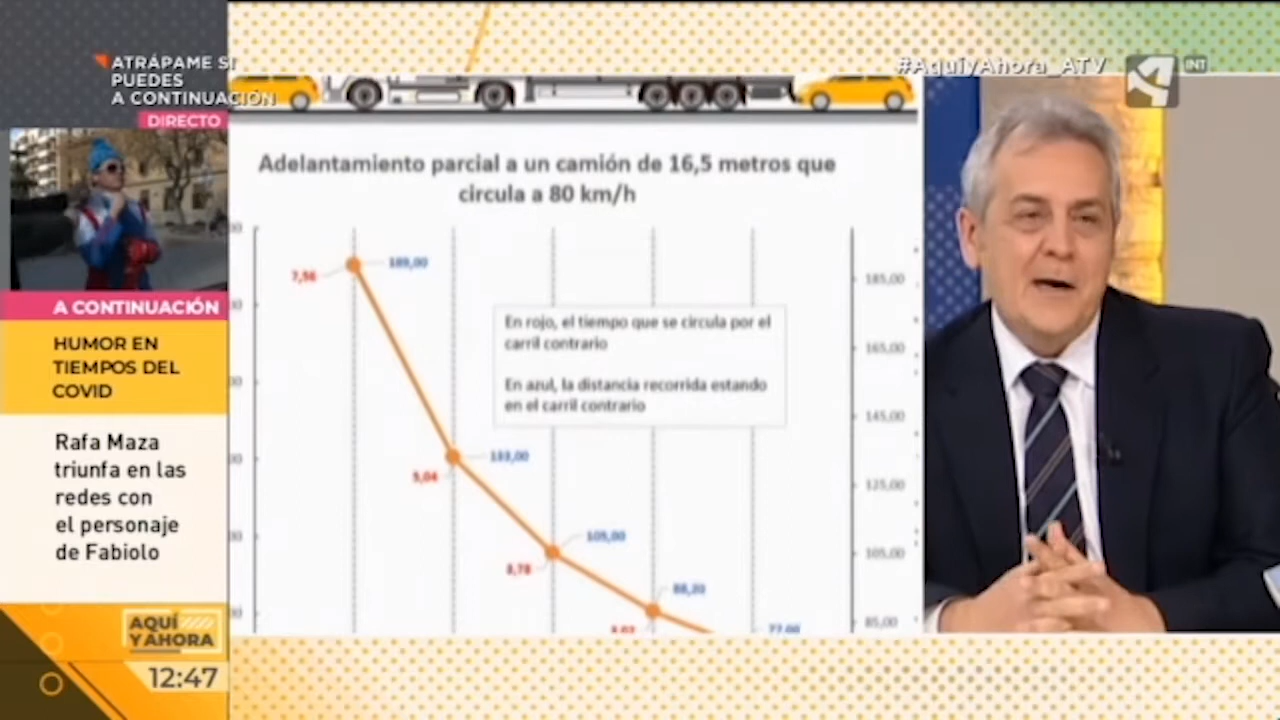 ATRÁPAME SI
PUEDES
A CONTINUACIÓN
DIRECTO
A CONTINUACIÓN
HUMOR EN
TIEMPOS DEL
COVID
Rafa Maza
triunfa en las
redes con
el personaje
de Fabiolo
AQUÍ
Y AHORA
12:47
#AquiyAhora_ATV
INT
Adelantamiento parcial a un camión de 16,5 metros que
circula a 80 km/h
En rojo, el tiempo que se circula por el
carril contrario
En azul, la distancia recorrida estando
en el carril contrario
7,56
189,00
5,04
133,00
105,00
88,20
77,00
185,00
165,00
145,00
125,00
105,00
85,00